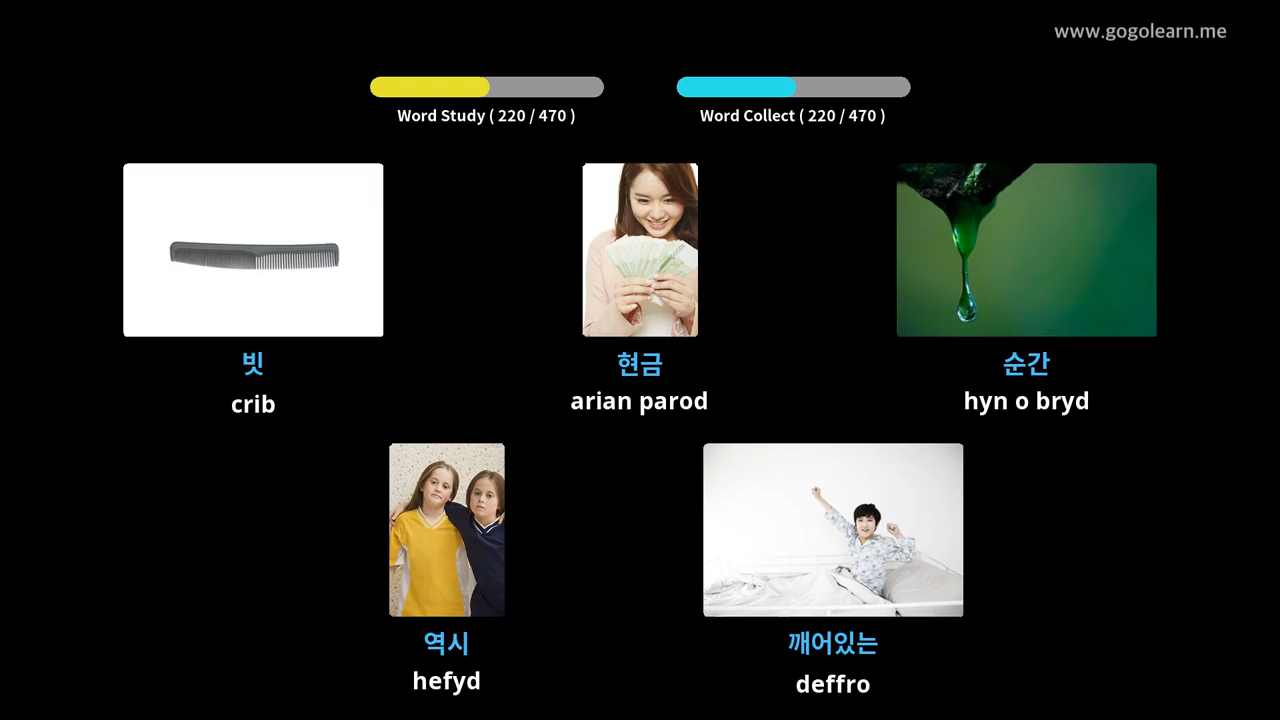 www.gogolearn.me
Word Study ( 220 / 470 )
Word Collect ( 220 / 470 )
빗
crib
현금
arian parod
순간
hyn o bryd
역시
hefyd
깨어있는
deffro